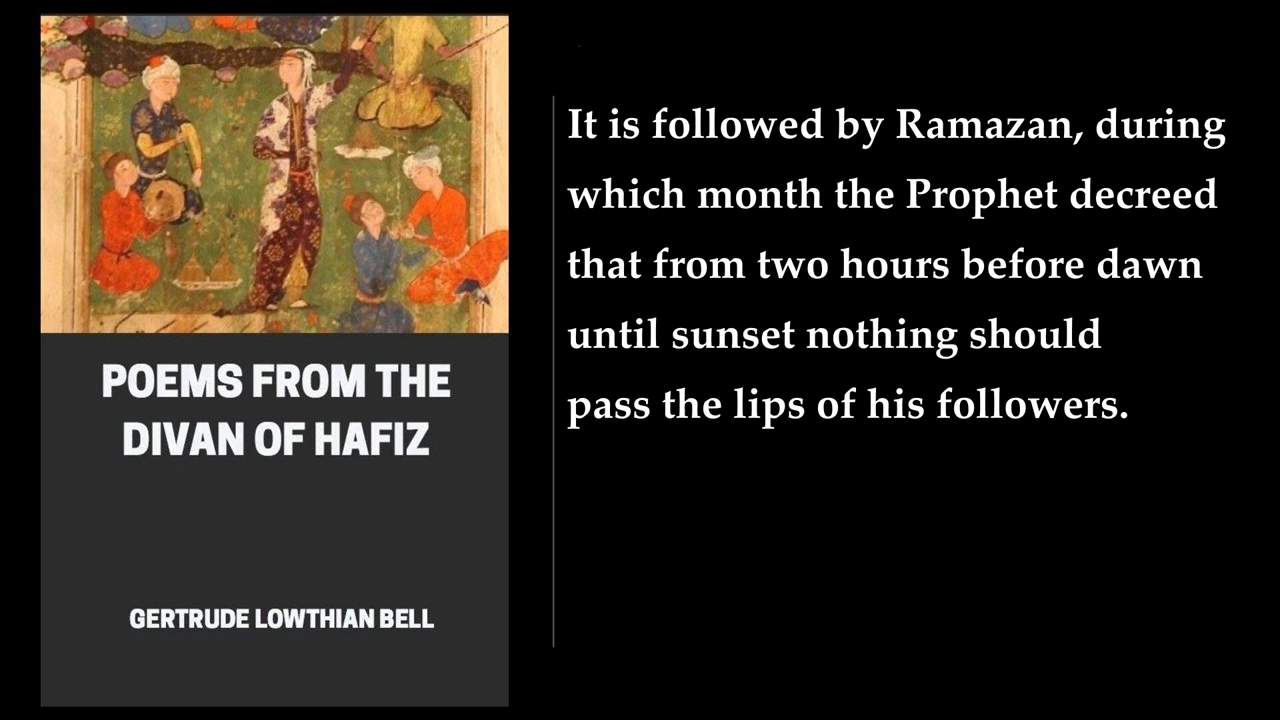 POEMS FROM THE
DIVAN OF HAFIZ
GERTRUDE LOWTHIAN BELL
It is followed by Ramazan, during
which month the Prophet decreed
that from two hours before dawn
until sunset nothing should
pass the lips of his followers.